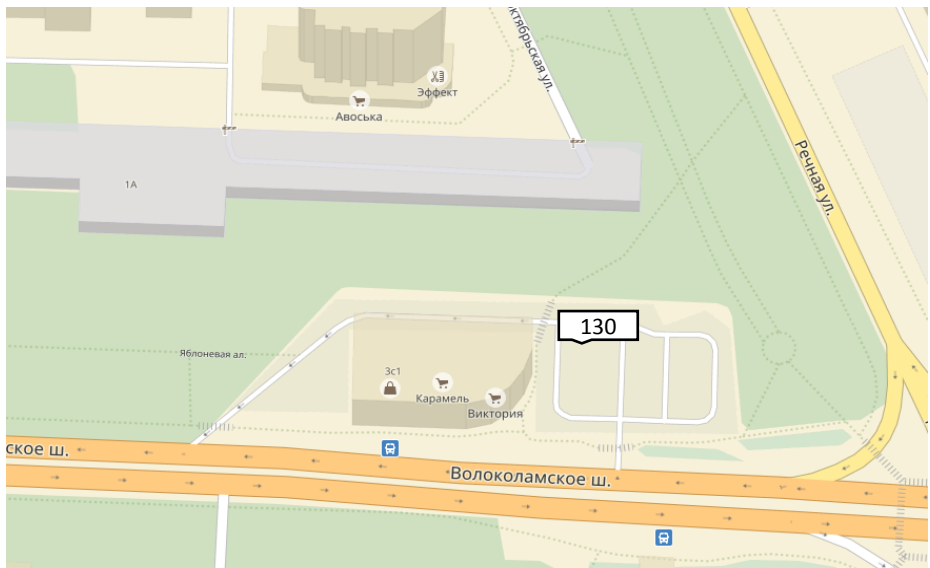 ктябрьская ул.
Эффект
Авоська
Речная ул.
1А
130
Яблоневая ал.
3с1
Карамель
Виктория
ское ш.
Волоколамское ш.